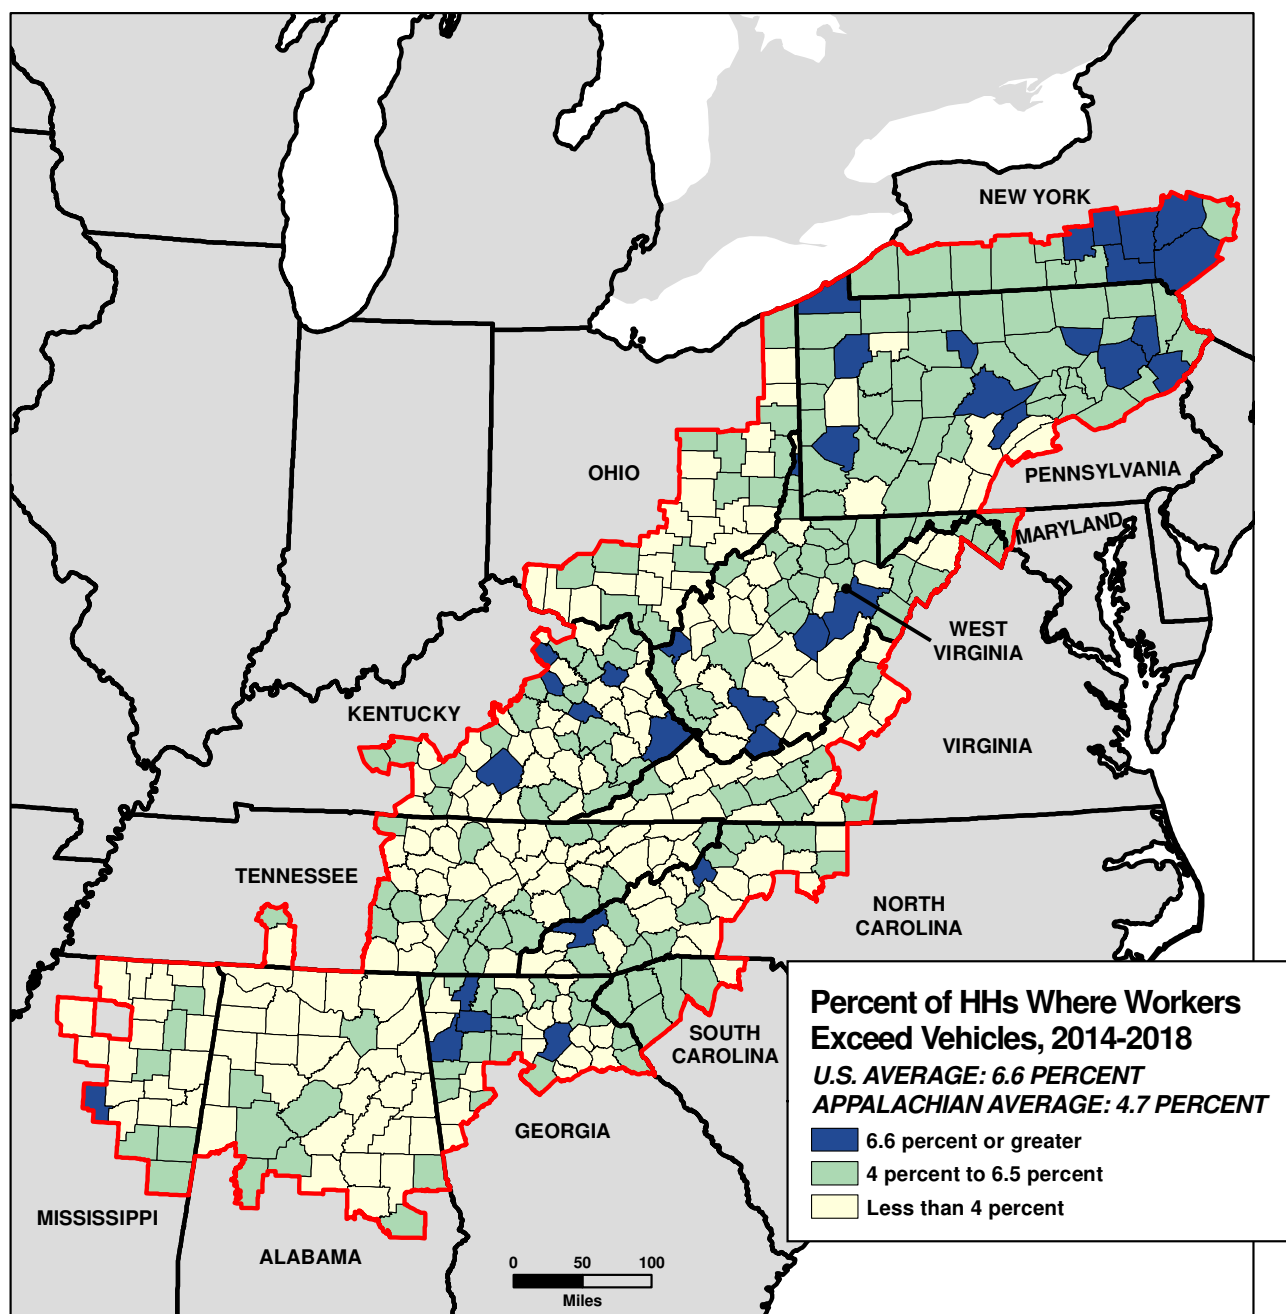 NEW YORK
OHIO
PENNSYLVANIA
MARYLAND
WEST
VIRGINIA
KENTUCKY
VIRGINIA
TENNESSEE
NORTH
CAROLINA
SOUTH
CAROLINA
GEORGIA
MISSISSIPPI
ALABAMA
Percent of HHs Where Workers
Exceed Vehicles, 2014-2018
U.S. AVERAGE: 6.6 PERCENT
APPALACHIAN AVERAGE: 4.7 PERCENT
6.6 percent or greater
4 percent to 6.5 percent
Less than 4 percent
0 50 100
Miles